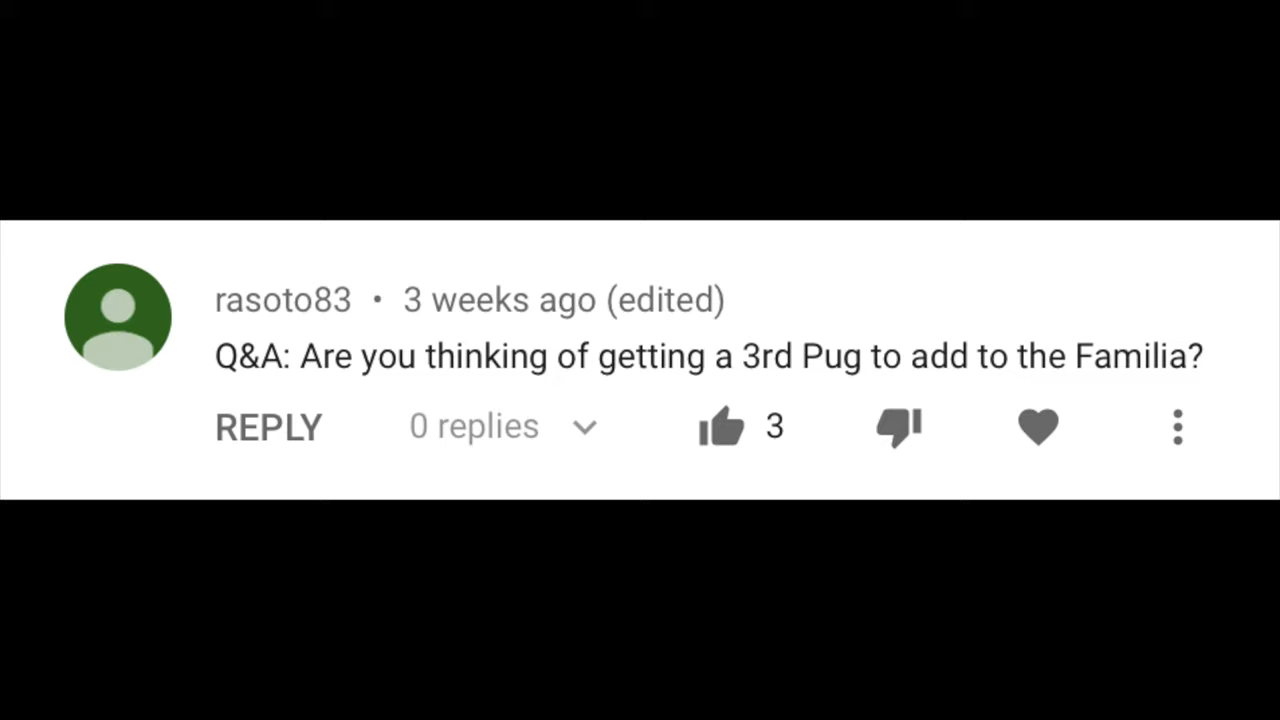 rasoto83 • 3 weeks ago (edited)
Q&A: Are you thinking of getting a 3rd Pug to add to the Familia?
REPLY 0 replies 3